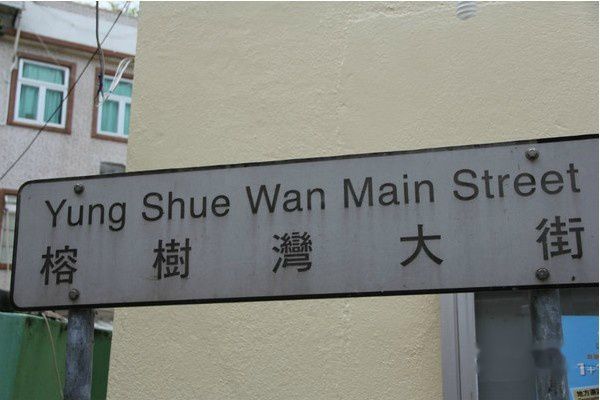 Yung Shue Wan Main Street
榕樹灣大街